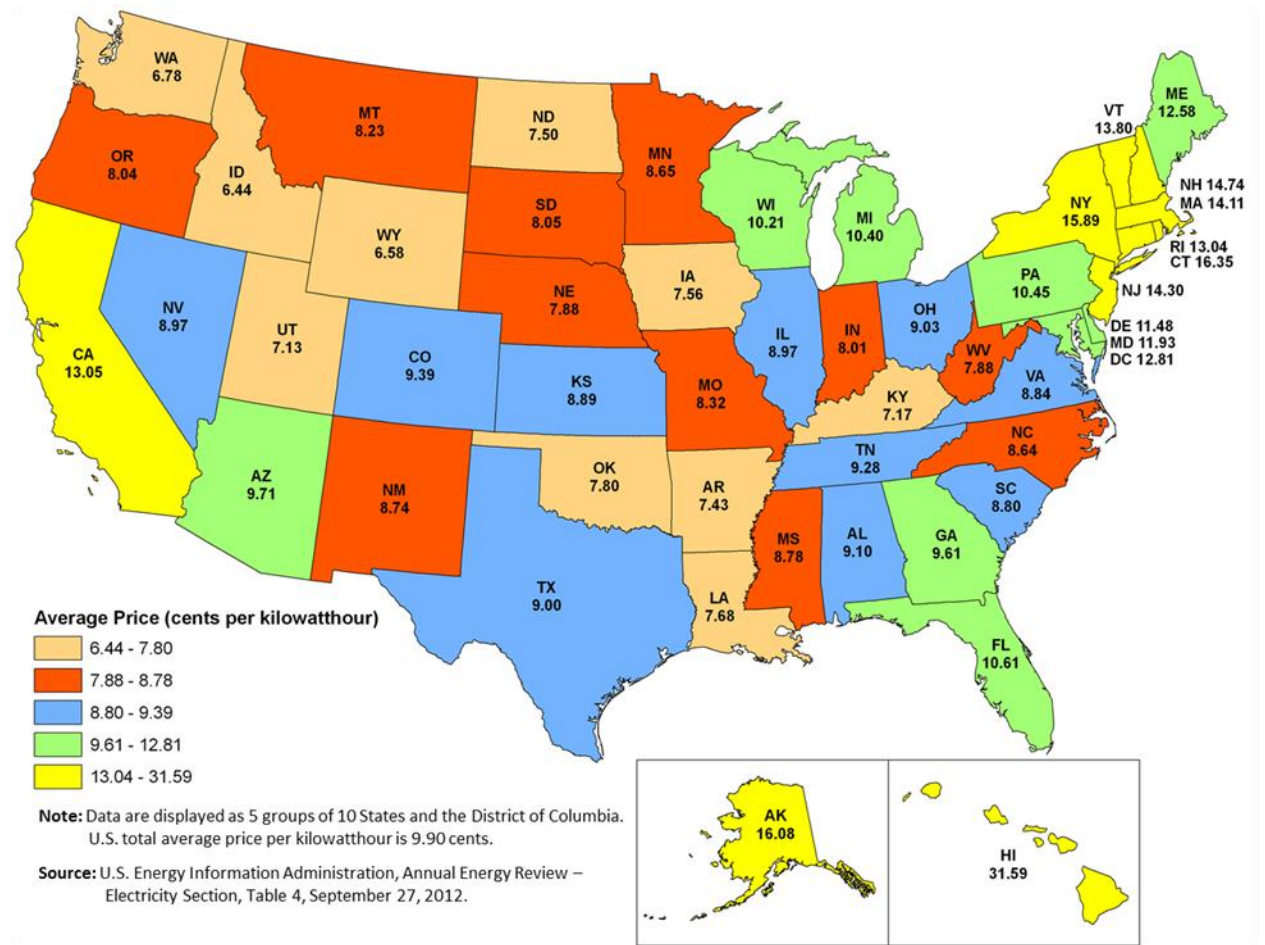 WA
6.78
MT
8.23
ND
7.50
MN
8.65
VT
13.80
ME
12.58
OR
8.04
ID
6.44
SD
8.05
WI
10.21
MI
10.40
NY
15.89
NH 14.74
MA 14.11
WY
6.58
RI 13.04
CT 16.35
IA
7.56
NE
7.88
PA
10.45
NJ 14.30
NV
8.97
UT
7.13
IL
8.97
IN
8.01
OH
9.03
DE 11.48
MD 11.93
DC 12.81
CA
13.05
CO
9.39
KS
8.89
MO
8.32
WV
7.88
VA
8.84
KY
7.17
NC
8.64
TN
9.28
AZ
9.71
NM
8.74
OK
7.80
AR
7.43
SC
8.80
MS
8.78
AL
9.10
GA
9.61
TX
9.00
LA
7.68
FL
10.61
Average Price (cents per kilowatthour)
6.44 - 7.80
7.88 - 8.78
8.80 - 9.39
9.61 - 12.81
13.04 - 31.59
AK
16.08
HI
31.59
Note: Data are displayed as 5 groups of 10 States and the District of Columbia.
U.S. total average price per kilowatthour is 9.90 cents.
Source: U.S. Energy Information Administration, Annual Energy Review –
Electricity Section, Table 4, September 27, 2012.